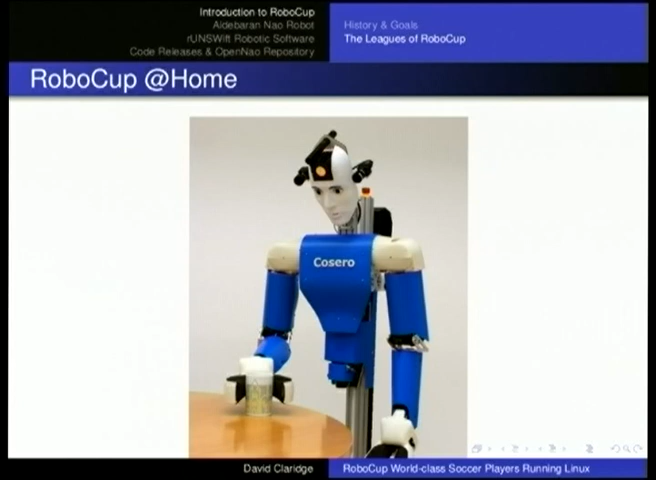 Introduction to RoboCup
Aldebaran Nao Robot
rUNSWift Robotic Software
Code Releases & OpenNao Repository
History & Goals
The Leagues of RoboCup
RoboCup @Home
Cosero
David Claridge
RoboCup World-class Soccer Players Running Linux